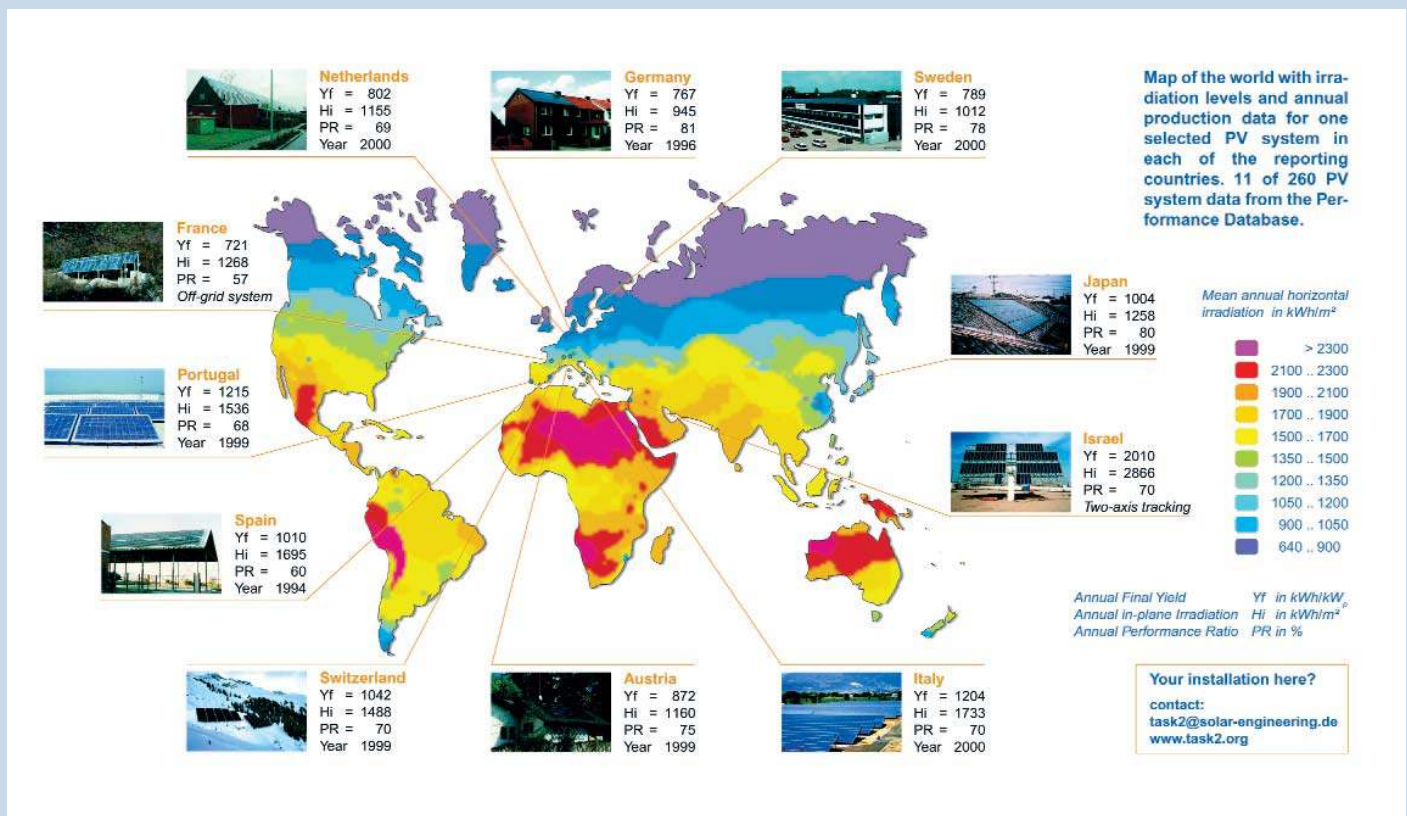 Netherlands
Yf = 802
Hi = 1155
PR = 69
Year 2000
Germany
Yf = 767
Hi = 945
PR = 81
Year 1996
Sweden
Yf = 789
Hi = 1012
PR = 78
Year 2000
Map of the world with irra-
diation levels and annual
production data for one
selected PV system in
each of the reporting
countries. 11 of 260 PV
system data from the Per-
formance Database.
France
Yf = 721
Hi = 1268
PR = 57
Off-grid system
Japan
Yf = 1004
Hi = 1258
PR = 80
Year 1999
Mean annual horizontal
irradiation in kWh/m²
> 2300
2100 .. 2300
1900 .. 2100
1700 .. 1900
1500 .. 1700
1350 .. 1500
1200 .. 1350
1050 .. 1200
900 .. 1050
640 .. 900
Portugal
Yf = 1215
Hi = 1536
PR = 68
Year 1999
Israel
Yf = 2010
Hi = 2866
PR = 70
Two-axis tracking
Spain
Yf = 1010
Hi = 1695
PR = 60
Year 1994
Annual Final Yield Yf in kWh/kWp
Annual in-plane Irradiation Hi in kWh/m²
Annual Performance Ratio PR in %
Switzerland
Yf = 1042
Hi = 1488
PR = 70
Year 1999
Austria
Yf = 872
Hi = 1160
PR = 75
Year 1999
Italy
Yf = 1204
Hi = 1733
PR = 70
Year 2000
Your installation here?
contact:
task2@solar-engineering.de
www.task2.org